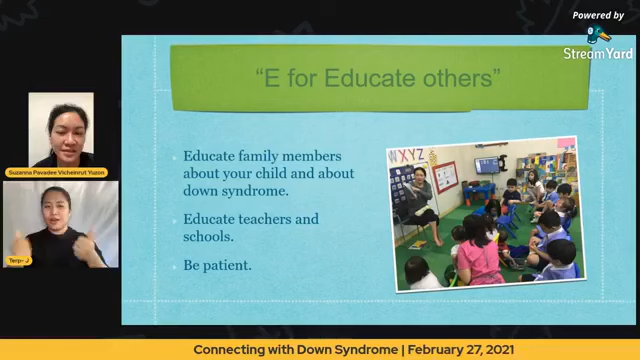 Powered by
StreamYard
"E for Educate others"
Suzanna Pavadee Vicheinrut Yuzon
Terp- J
Educate family members
about your child and about
down syndrome.
Educate teachers and
schools.
Be patient.
W X Y Z
Connecting with Down Syndrome | February 27, 2021